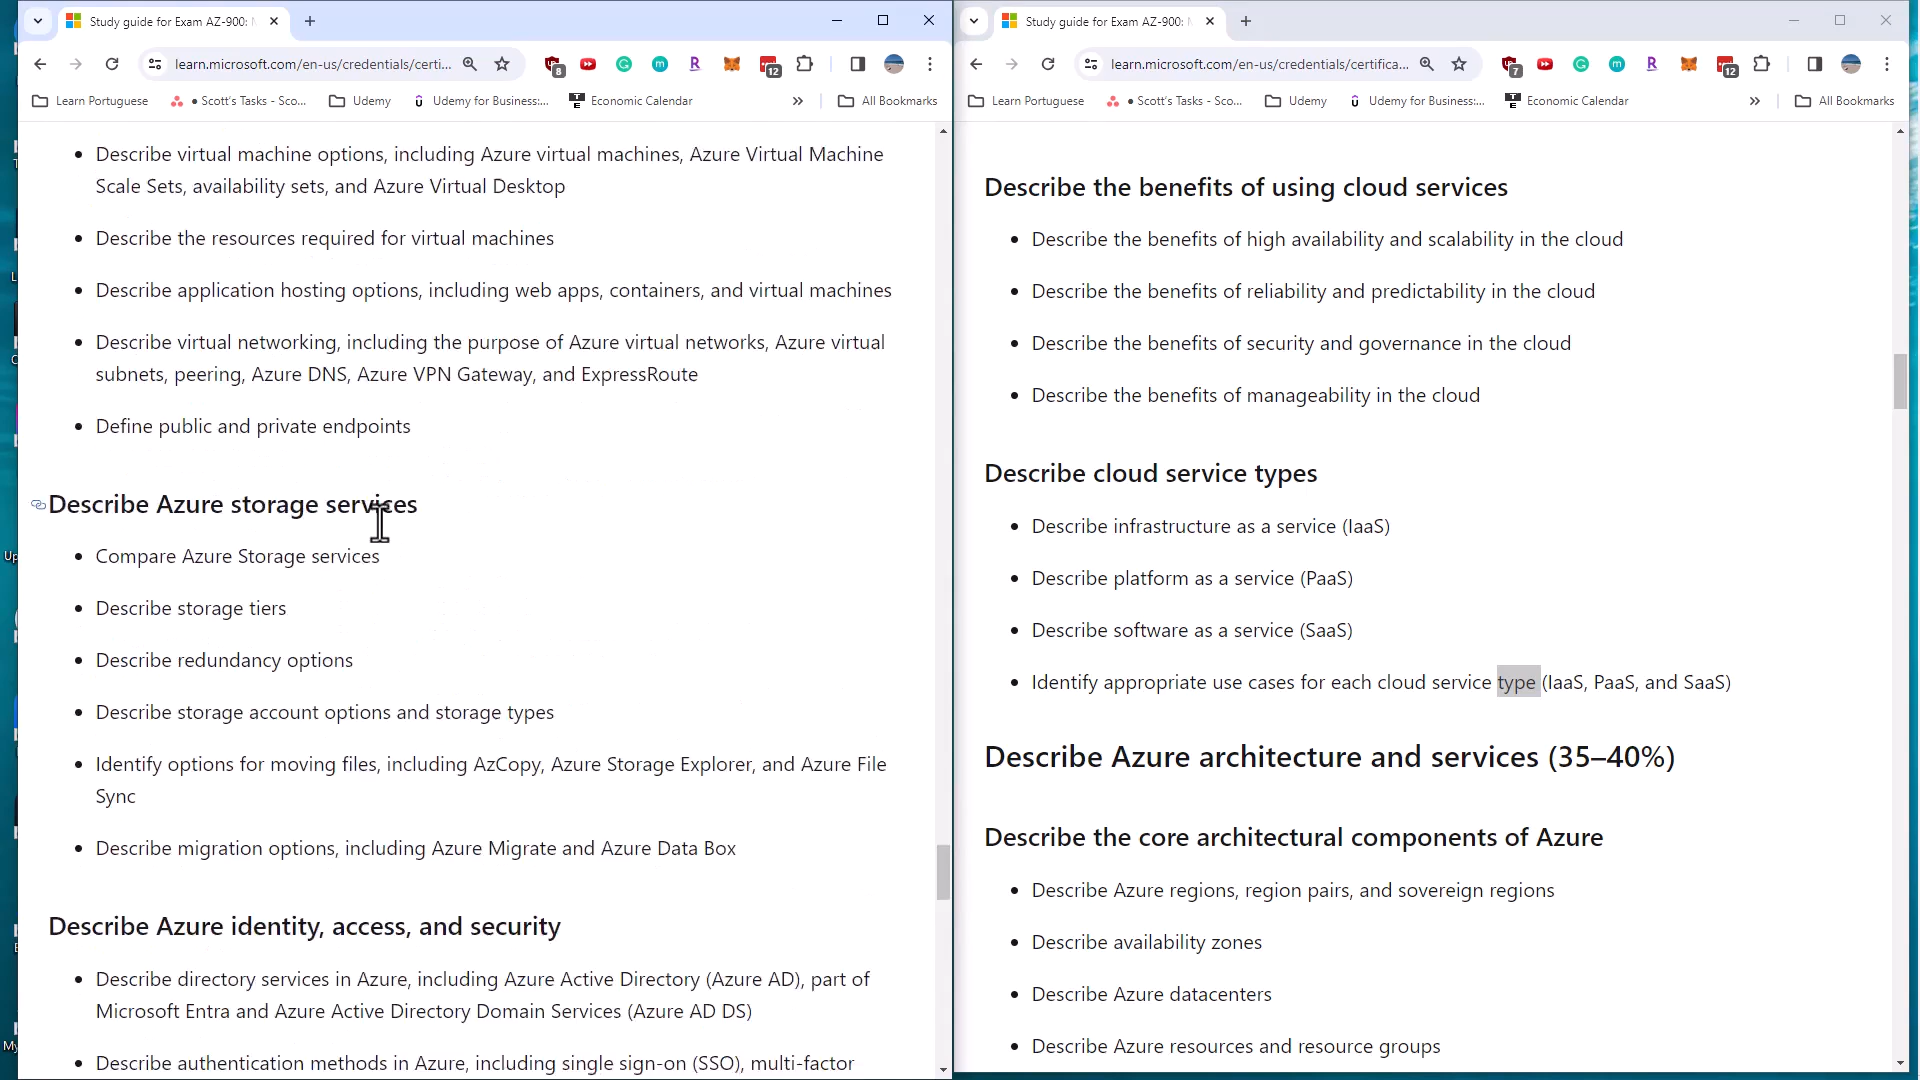 Study guide for Exam AZ-900:
learn.microsoft.com/en-us/credentials/certi...
8
12
Learn Portuguese
• Scott's Tasks - Sco...
Udemy
Udemy for Business:...
Economic Calendar
»
All Bookmarks
• Describe virtual machine options, including Azure virtual machines, Azure Virtual Machine
Scale Sets, availability sets, and Azure Virtual Desktop
• Describe the resources required for virtual machines
• Describe application hosting options, including web apps, containers, and virtual machines
• Describe virtual networking, including the purpose of Azure virtual networks, Azure virtual
subnets, peering, Azure DNS, Azure VPN Gateway, and ExpressRoute
• Define public and private endpoints
Describe Azure storage services
• Compare Azure Storage services
• Describe storage tiers
• Describe redundancy options
• Describe storage account options and storage types
• Identify options for moving files, including AzCopy, Azure Storage Explorer, and Azure File
Sync
• Describe migration options, including Azure Migrate and Azure Data Box
Describe Azure identity, access, and security
• Describe directory services in Azure, including Azure Active Directory (Azure AD), part of
Microsoft Entra and Azure Active Directory Domain Services (Azure AD DS)
• Describe authentication methods in Azure, including single sign-on (SSO), multi-factor
Study guide for Exam AZ-900:
learn.microsoft.com/en-us/credentials/certifica...
7
12
Learn Portuguese
• Scott's Tasks - Sco...
Udemy
Udemy for Business:...
Economic Calendar
»
All Bookmarks
Describe the benefits of using cloud services
• Describe the benefits of high availability and scalability in the cloud
• Describe the benefits of reliability and predictability in the cloud
• Describe the benefits of security and governance in the cloud
• Describe the benefits of manageability in the cloud
Describe cloud service types
• Describe infrastructure as a service (IaaS)
• Describe platform as a service (PaaS)
• Describe software as a service (SaaS)
• Identify appropriate use cases for each cloud service type (IaaS, PaaS, and SaaS)
Describe Azure architecture and services (35–40%)
Describe the core architectural components of Azure
• Describe Azure regions, region pairs, and sovereign regions
• Describe availability zones
• Describe Azure datacenters
• Describe Azure resources and resource groups